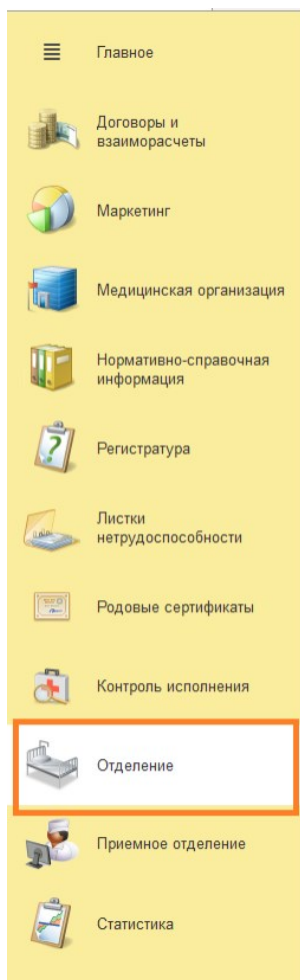 Главное
Договоры и
взаиморасчеты
Маркетинг
Медицинская организация
Нормативно-справочная
информация
Регистратура
Листки
нетрудоспособности
Родовые сертификаты
Контроль исполнения
Отделение
Приемное отделение
Статистика